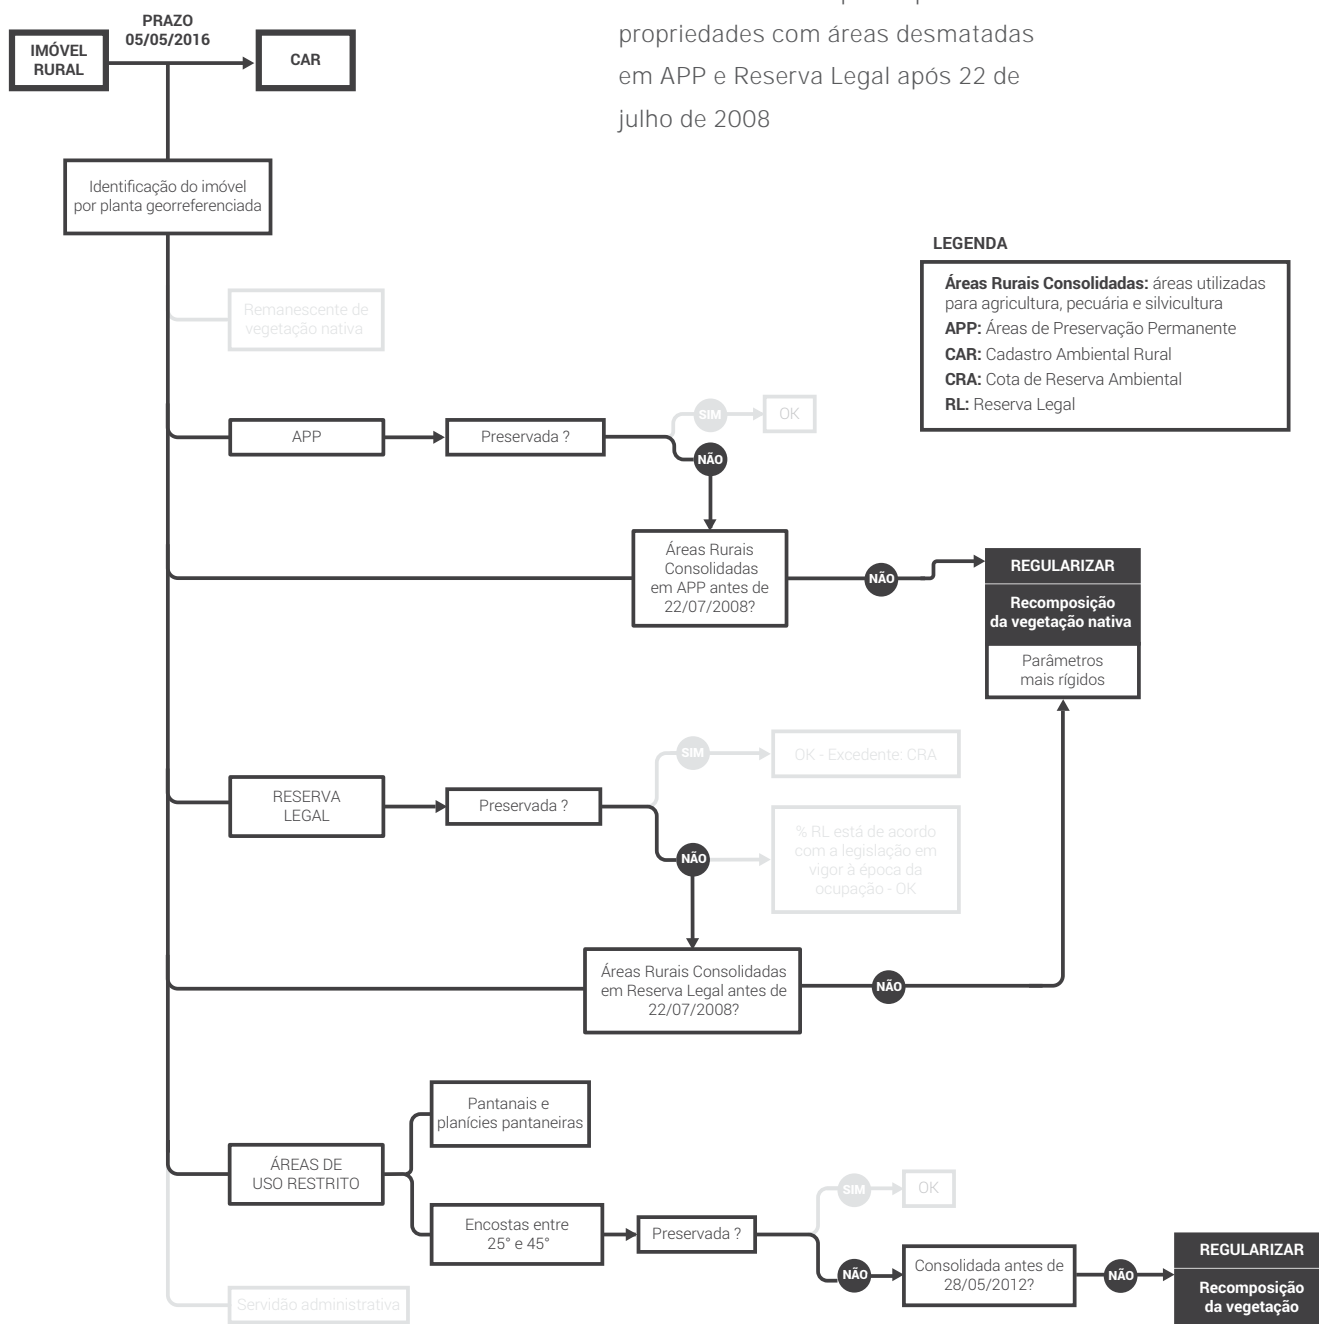 propriedades com áreas desmatadas
em APP e Reserva Legal após 22 de
julho de 2008
PRAZO
05/05/2016
IMÓVEL
RURAL
CAR
Identificação do imóvel
por planta georreferenciada
LEGENDA
Áreas Rurais Consolidadas: áreas utilizadas
para agricultura, pecuária e silvicultura
APP: Áreas de Preservação Permanente
CAR: Cadastro Ambiental Rural
CRA: Cota de Reserva Ambiental
RL: Reserva Legal
Remanescente de
vegetação nativa
APP
Preservada ?
SIM
OK
NÃO
Áreas Rurais
Consolidadas
em APP antes de
22/07/2008?
NÃO
REGULARIZAR
Recomposição
da vegetação nativa
Parâmetros
mais rígidos
RESERVA
LEGAL
Preservada ?
SIM
OK - Excedente: CRA
NÃO
% RL está de acordo
com a legislação em
vigor à época da
ocupação - OK
Áreas Rurais Consolidadas
em Reserva Legal antes de
22/07/2008?
NÃO
ÁREAS DE
USO RESTRITO
Pantanais e
planícies pantaneiras
Encostas entre
25° e 45°
Preservada ?
SIM
OK
NÃO
Consolidada antes de
28/05/2012?
NÃO
REGULARIZAR
Recomposição
da vegetação
Servidão administrativa